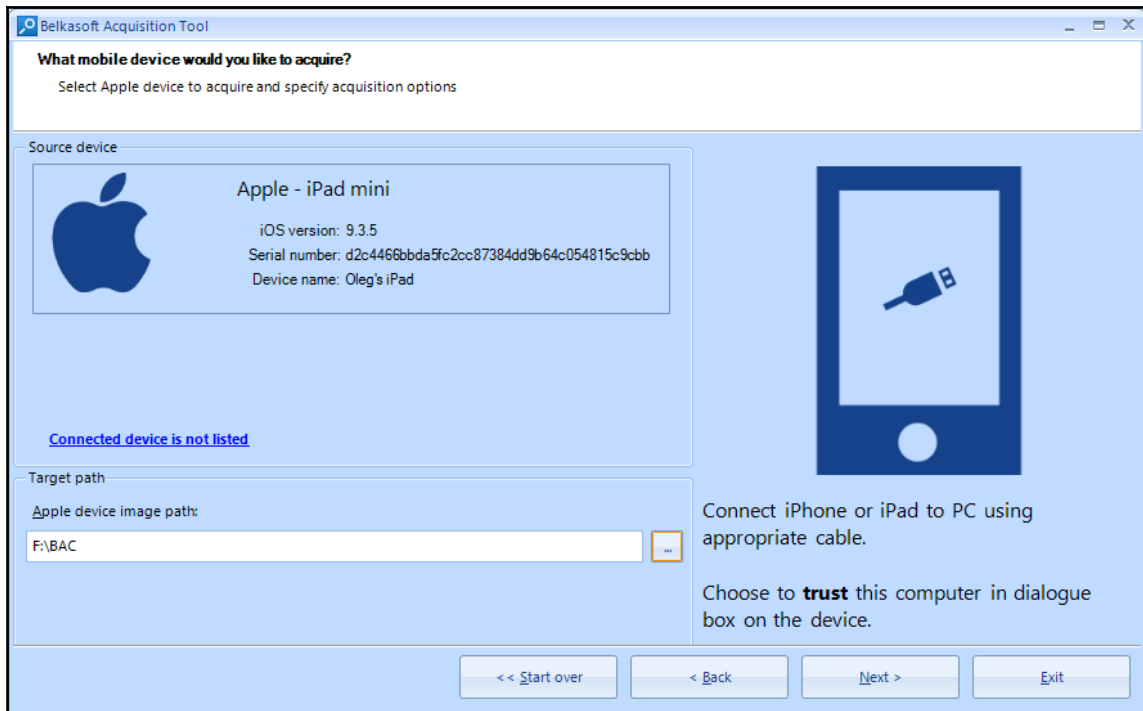 Belkasoft Acquisition Tool
What mobile device would you like to acquire?
Select Apple device to acquire and specify acquisition options
Source device
Apple - iPad mini
iOS version: 9.3.5
Serial number: d2c4466bbda5fc2cc87384dd9b64c054815c9cbb
Device name: Oleg's iPad
Connected device is not listed
Target path
Apple device image path:
F:\BAC
...
Connect iPhone or iPad to PC using
appropriate cable.
Choose to trust this computer in dialogue
box on the device.
<< Start over
< Back
Next >
Exit